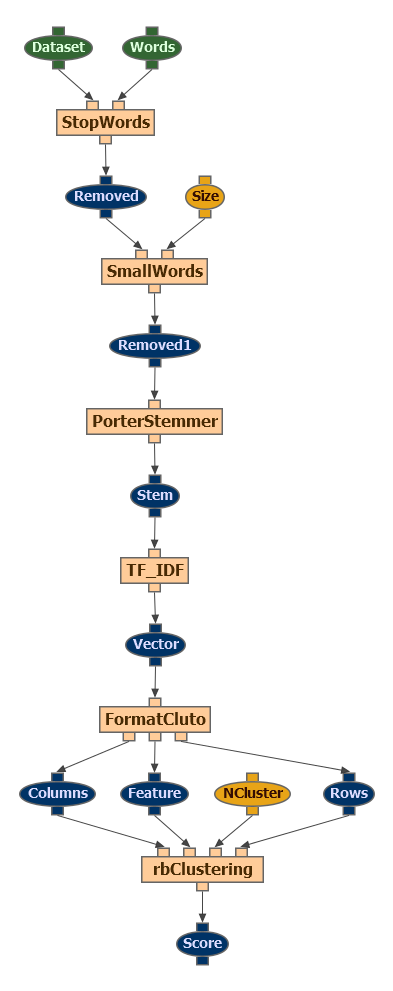 Dataset
Words
StopWords
Removed
Size
SmallWords
Removed1
PorterStemmer
Stem
TF_IDF
Vector
FormatCluto
Columns
Feature
NCluster
Rows
rbClustering
Score